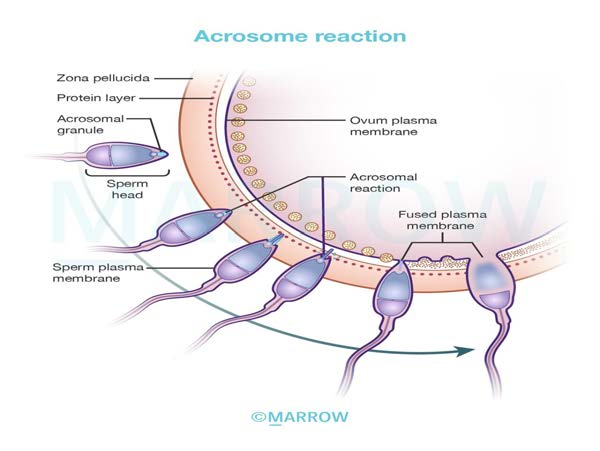 Acrosome reaction
Zona pellucida
Protein layer
Acrosomal
granule
Sperm
head
Ovum plasma
membrane
Acrosomal
reaction
Fused plasma
membrane
Sperm plasma
membrane
MARROW
©MARROW